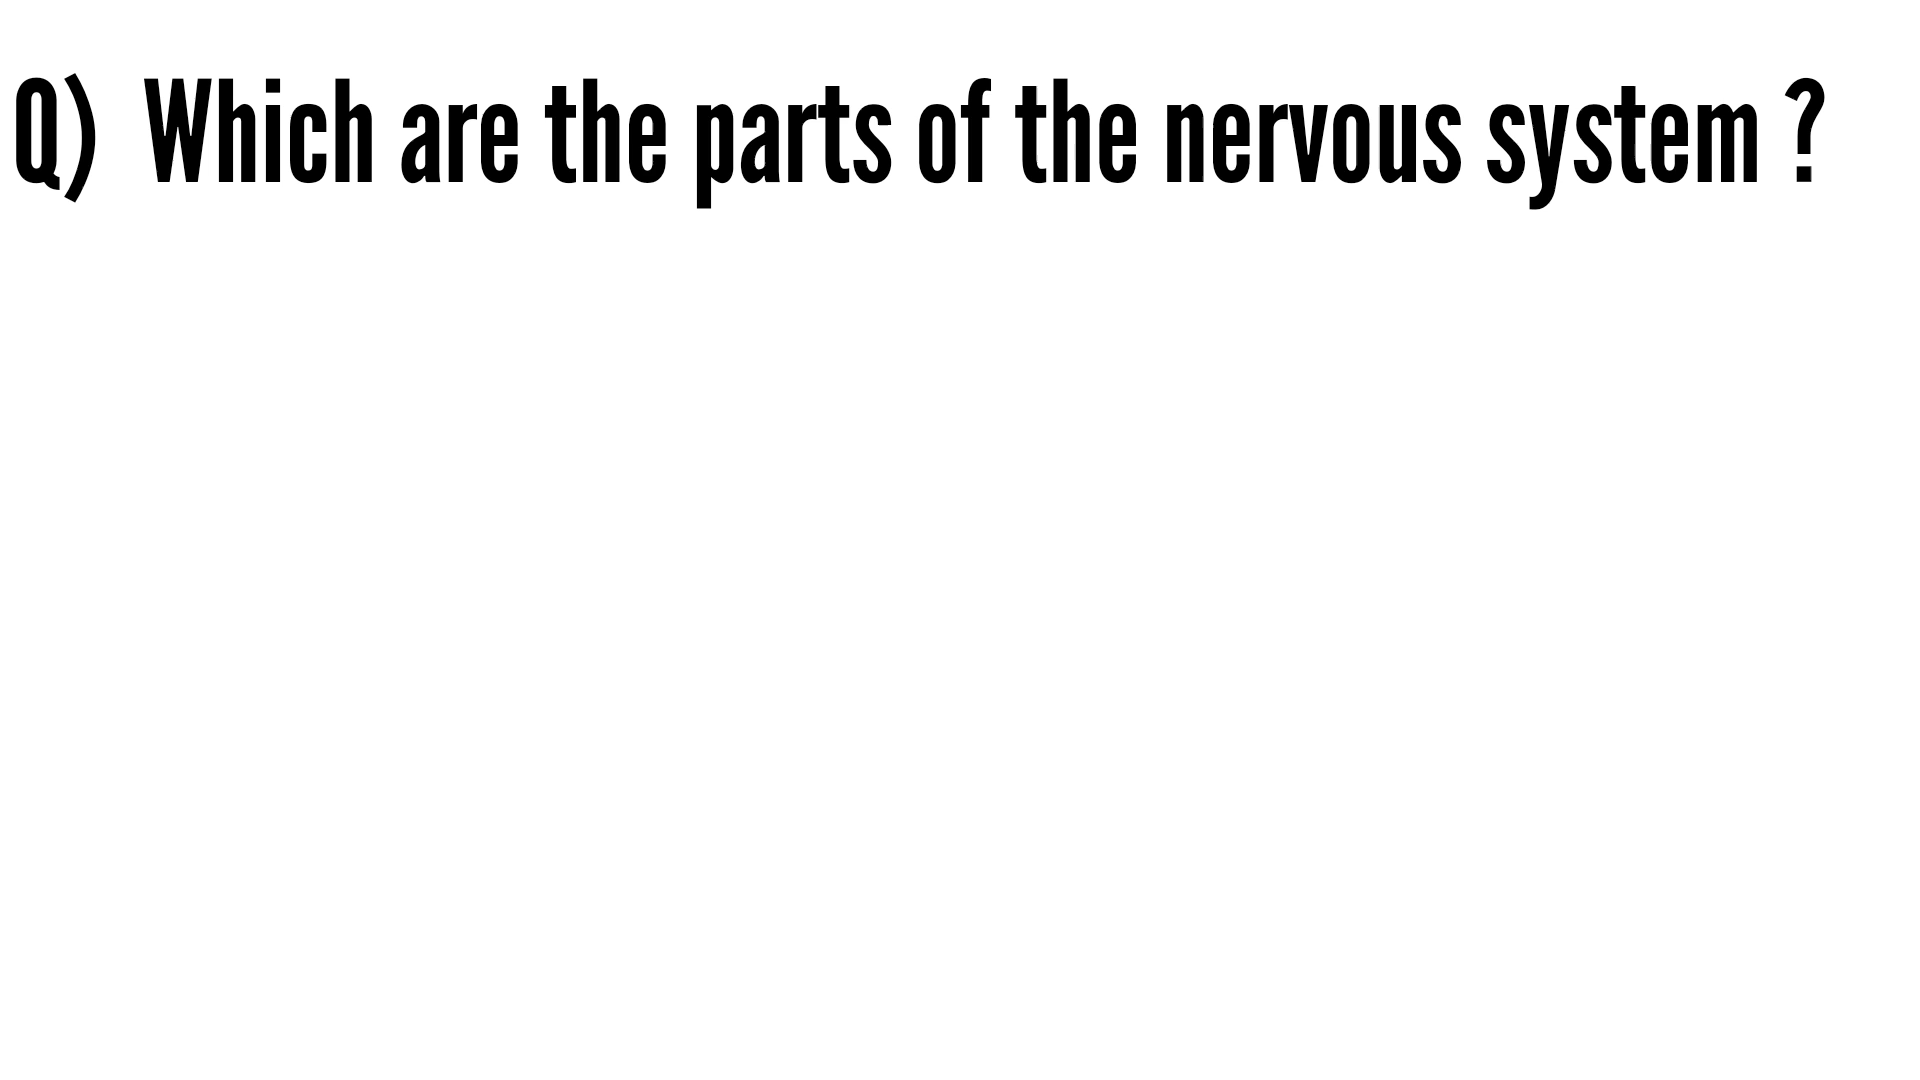 Q) Which are the parts of the nervous system ?